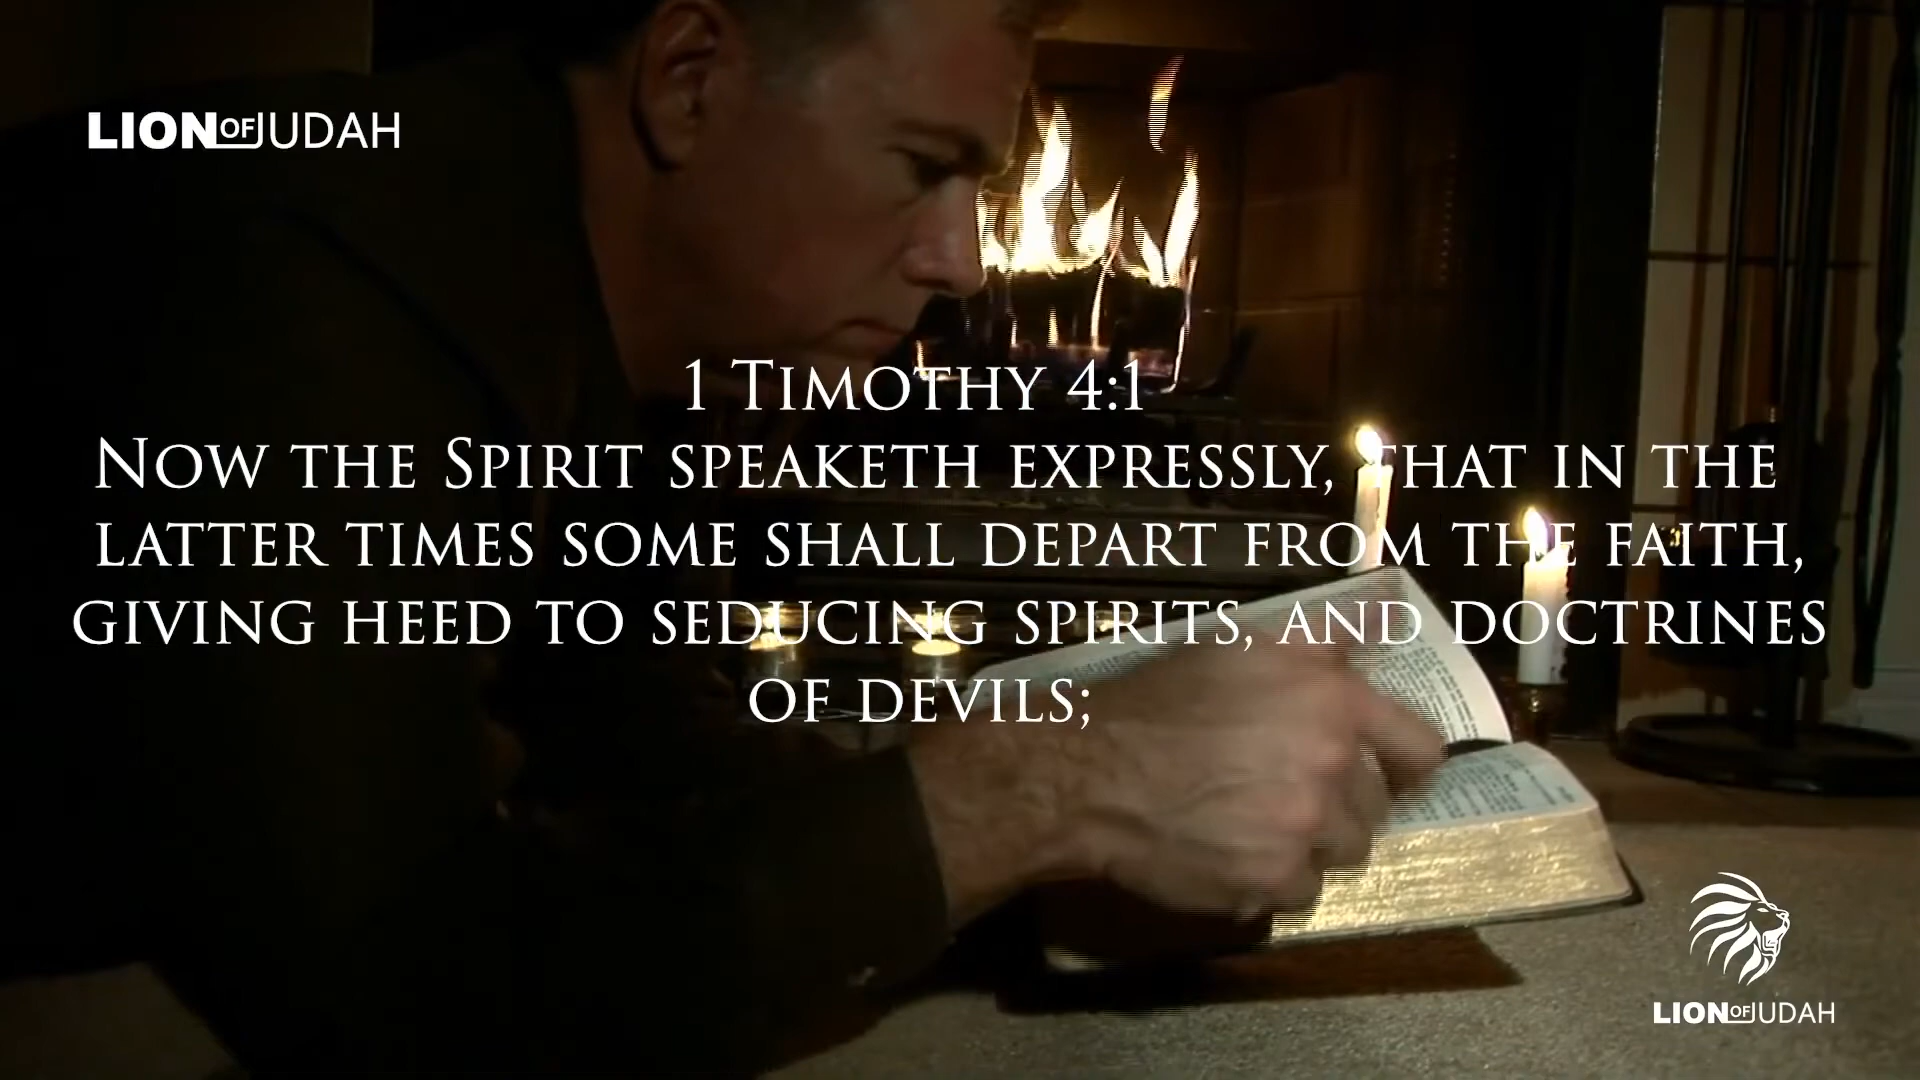 LION OF JUDAH
1 Timothy 4:1
Now the Spirit speaketh expressly, that in the
latter times some shall depart from the faith,
giving heed to seducing spirits, and doctrines
of devils;
LION OF JUDAH